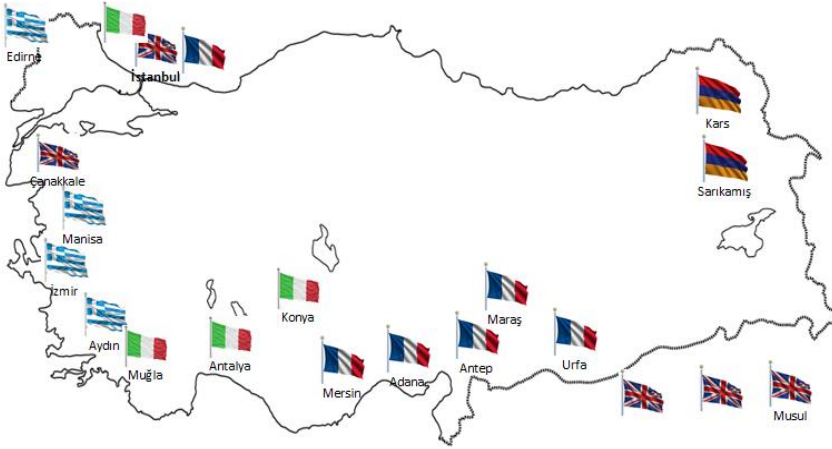 Edirne
İstanbul
Kars
Çanakkale
Sarıkamış
Manisa
İzmir
Konya
Maraş
Aydın
Muğla
Antalya
Mersin
Adana
Antep
Urfa
Musul